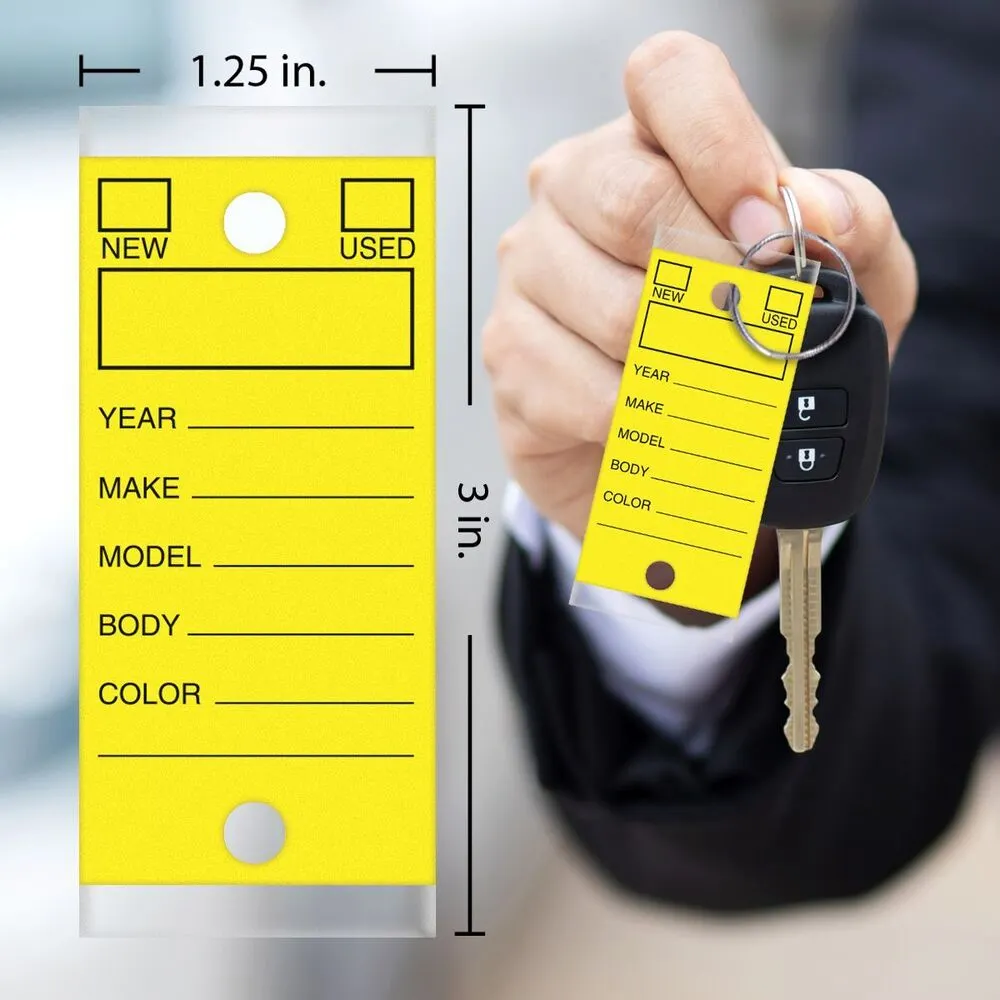 1.25 in.
NEW USED
YEAR
MAKE
MODEL
BODY
COLOR
3 in.
NEW USED
YEAR
MAKE
MODEL
BODY
COLOR